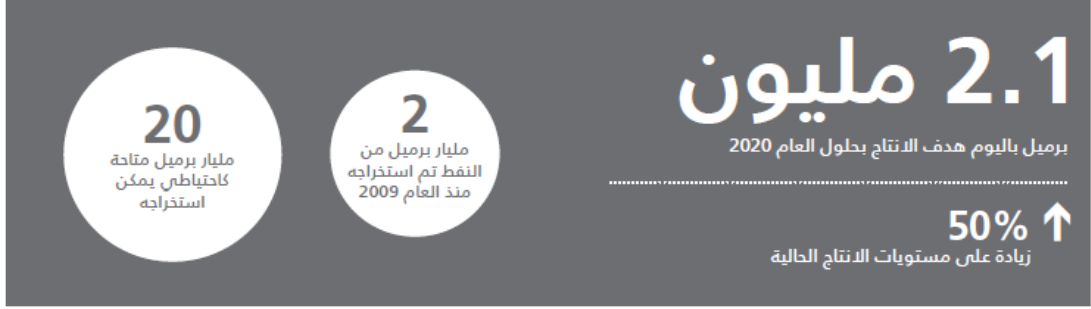 2.1 مليون
برميل باليوم هدف الانتاج بحلول العام 2020
50%
زيادة على مستويات الانتاج الحالية
2
مليار برميل من
النفط تم استخراجه
منذ العام 2009
20
مليار برميل متاحة
كاحتياطي يمكن
استخراجه